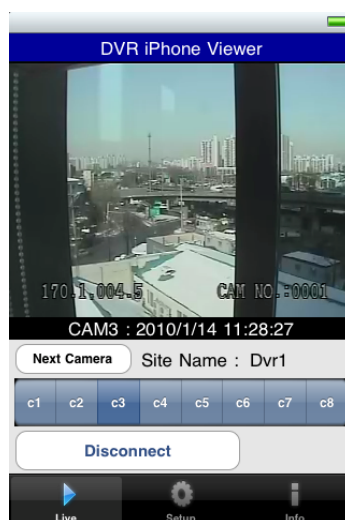 DVR iPhone Viewer
170.1.004.5 CAM NO.:0001
CAM3 : 2010/1/14 11:28:27
Next Camera Site Name : Dvr1
c1 c2 c3 c4 c5 c6 c7 c8
Disconnect
Live Setup Info